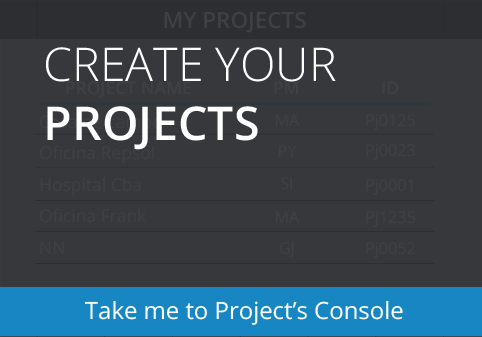 MY PROJECTS
CREATE YOUR
PROJECTS
PROJECT NAME PM ID
MA Pj0125
Oficina Repsol PY Pj0023
Hospital Cba SI Pj0001
Oficina Frank MA Pj1235
NN GJ Pj0052
Take me to Project’s Console